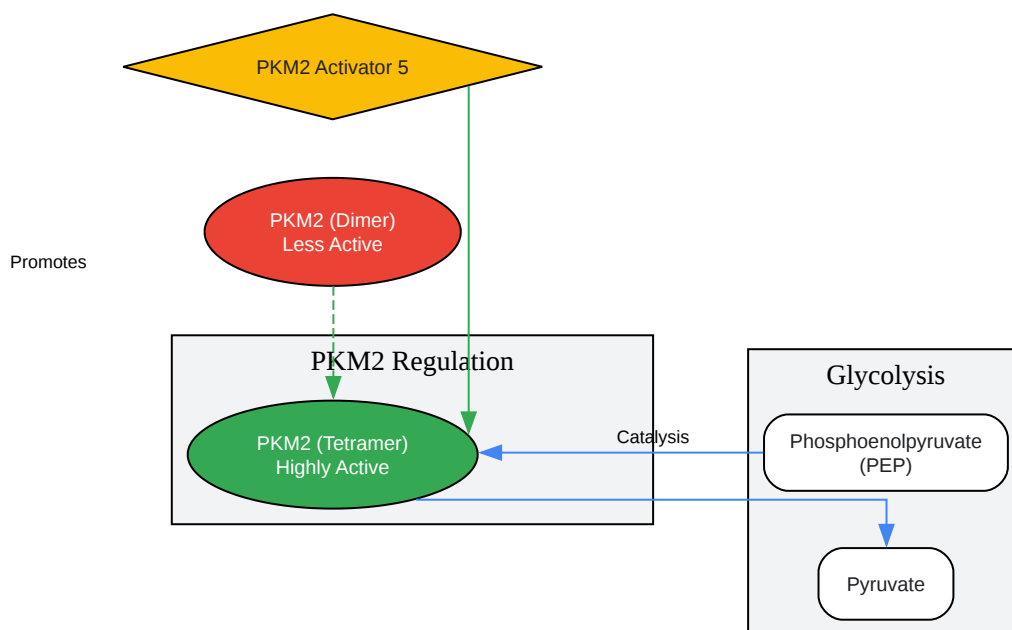 PKM2 Activator 5
PKM2 (Dimer)
Less Active
Promotes
PKM2 Regulation
Glycolysis
PKM2 (Tetramer)
Highly Active
Catalysis
Phosphoenolpyruvate
(PEP)
Pyruvate